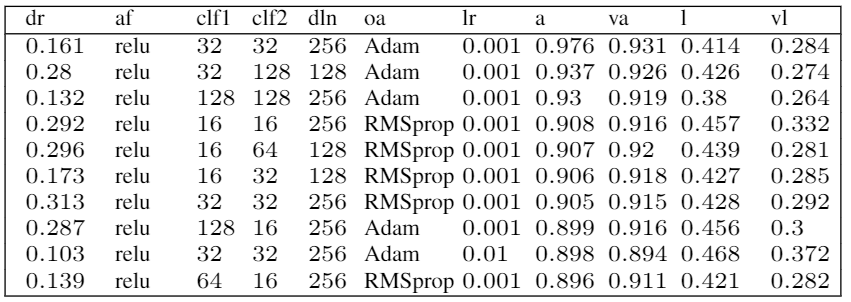 dr af clf1 clf2 dln oa lr a va l vl
0.161 relu 32 32 256 Adam 0.001 0.976 0.931 0.414 0.284
0.28 relu 32 128 128 Adam 0.001 0.937 0.926 0.426 0.274
0.132 relu 128 128 256 Adam 0.001 0.93 0.919 0.38 0.264
0.292 relu 16 16 256 RMSprop 0.001 0.908 0.916 0.457 0.332
0.296 relu 16 64 128 RMSprop 0.001 0.907 0.92 0.439 0.281
0.173 relu 16 32 128 RMSprop 0.001 0.906 0.918 0.427 0.285
0.313 relu 32 32 256 RMSprop 0.001 0.905 0.915 0.428 0.292
0.287 relu 128 16 256 Adam 0.001 0.899 0.916 0.456 0.3
0.103 relu 32 32 256 Adam 0.01 0.898 0.894 0.468 0.372
0.139 relu 64 16 256 RMSprop 0.001 0.896 0.911 0.421 0.282